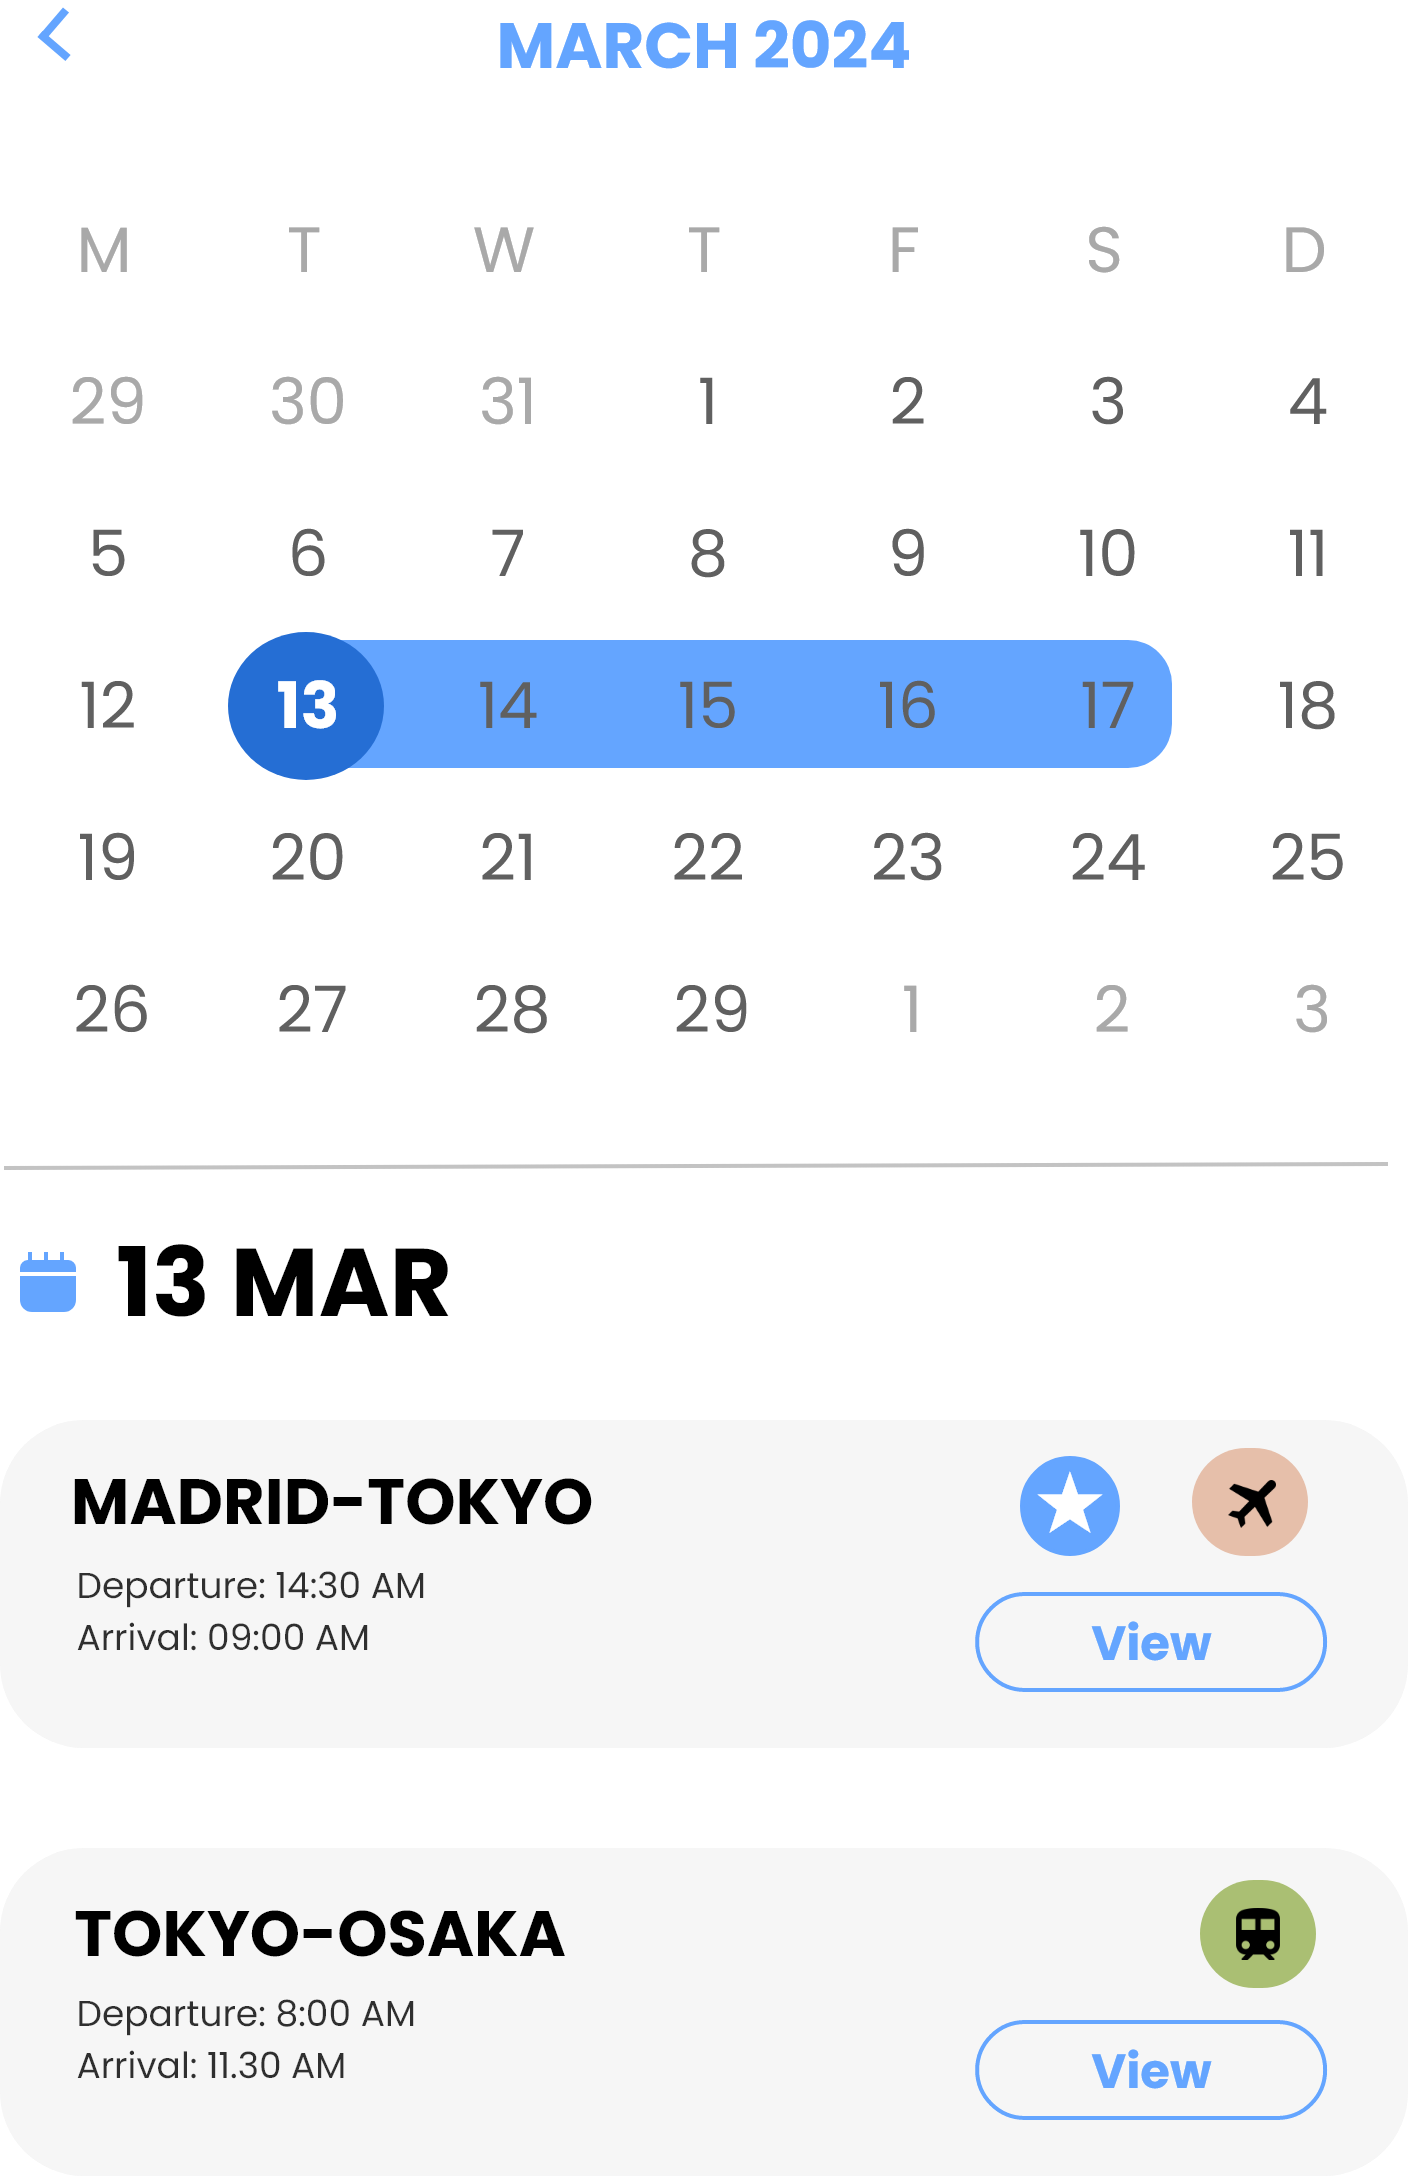 MARCH 2024
M T W T F S D
29 30 31 1 2 3 4
5 6 7 8 9 10 11
12 13 14 15 16 17 18
19 20 21 22 23 24 25
26 27 28 29 1 2 3
13 MAR
MADRID-TOKYO
Departure: 14:30 AM
Arrival: 09:00 AM
View
TOKYO-OSAKA
Departure: 8:00 AM
Arrival: 11.30 AM
View